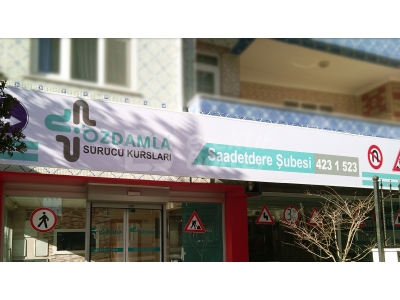 ÖZDAMLA
SÜRÜCÜ KURSLARI
Saadetdere Şubesi 423 1 523